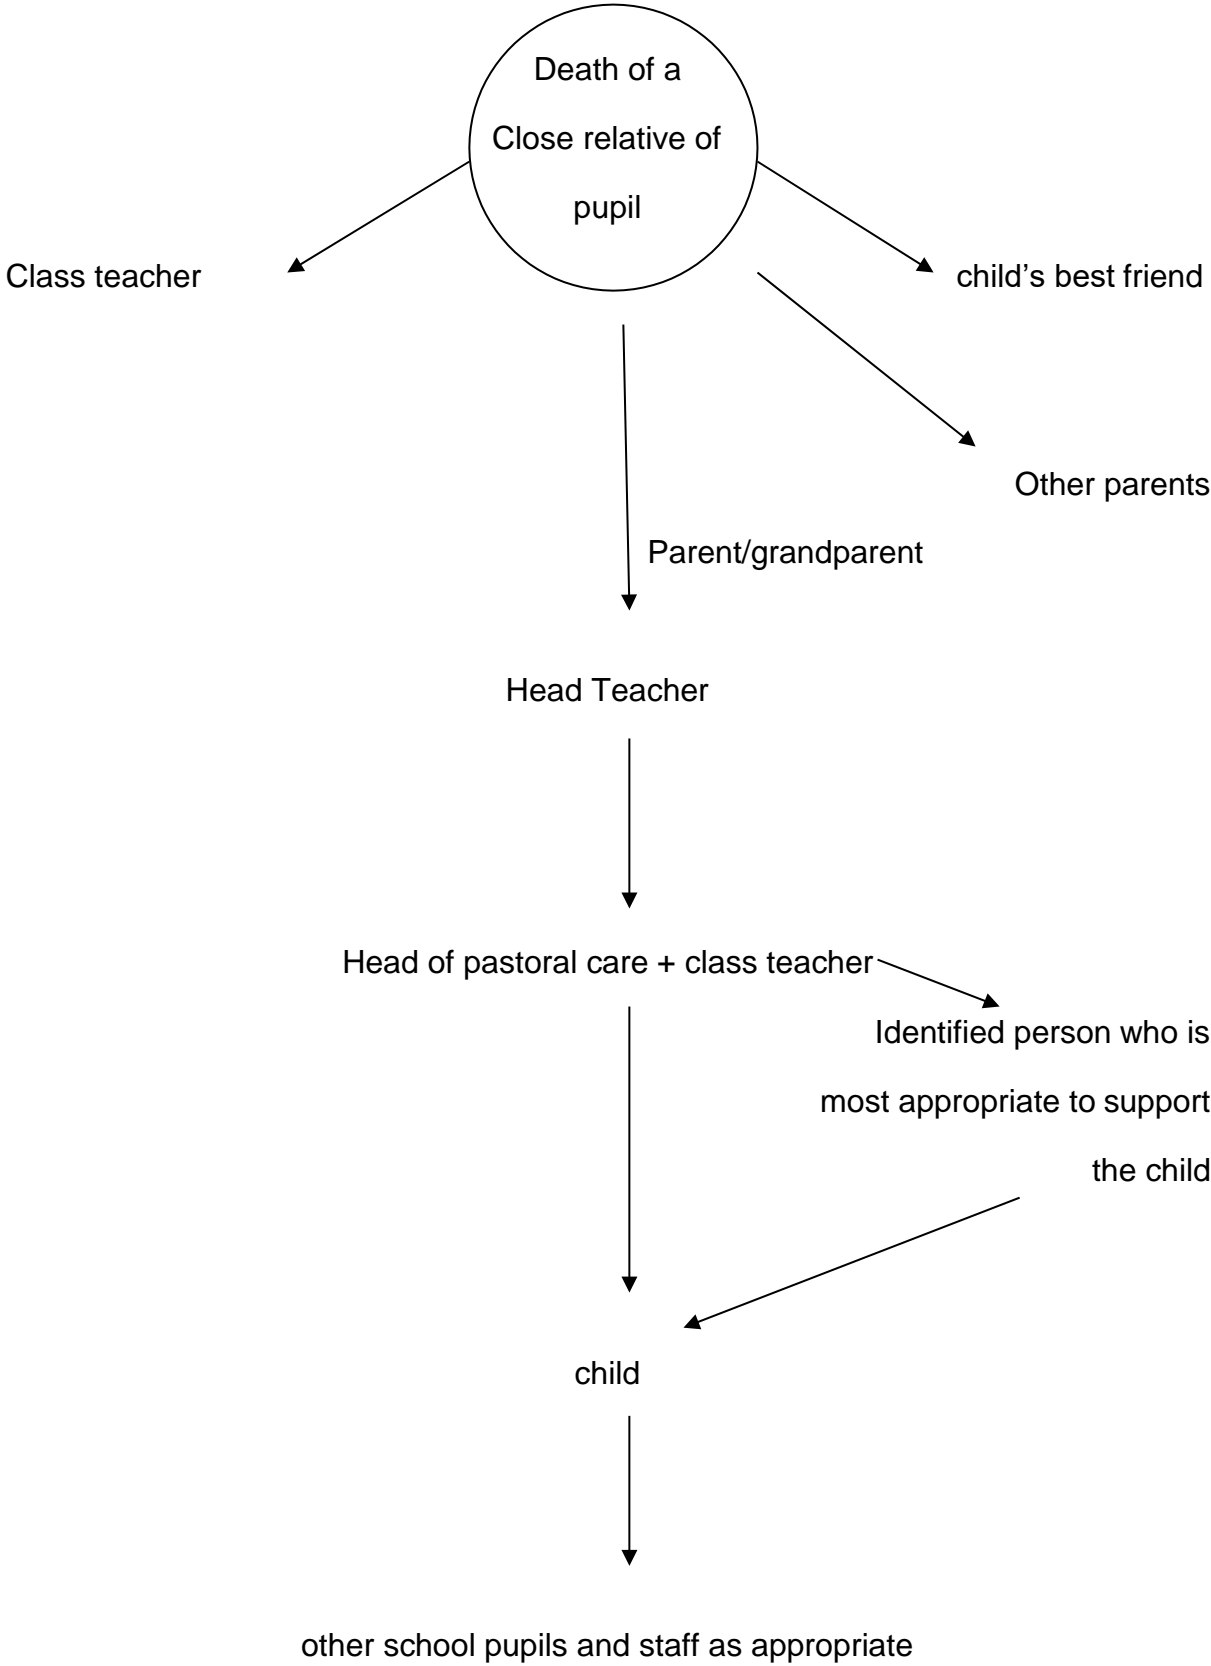 Death of a
Close relative of
pupil
Class teacher
child’s best friend
Other parents
Parent/grandparent
Head Teacher
Head of pastoral care + class teacher
Identified person who is
most appropriate to support
the child
child
other school pupils and staff as appropriate